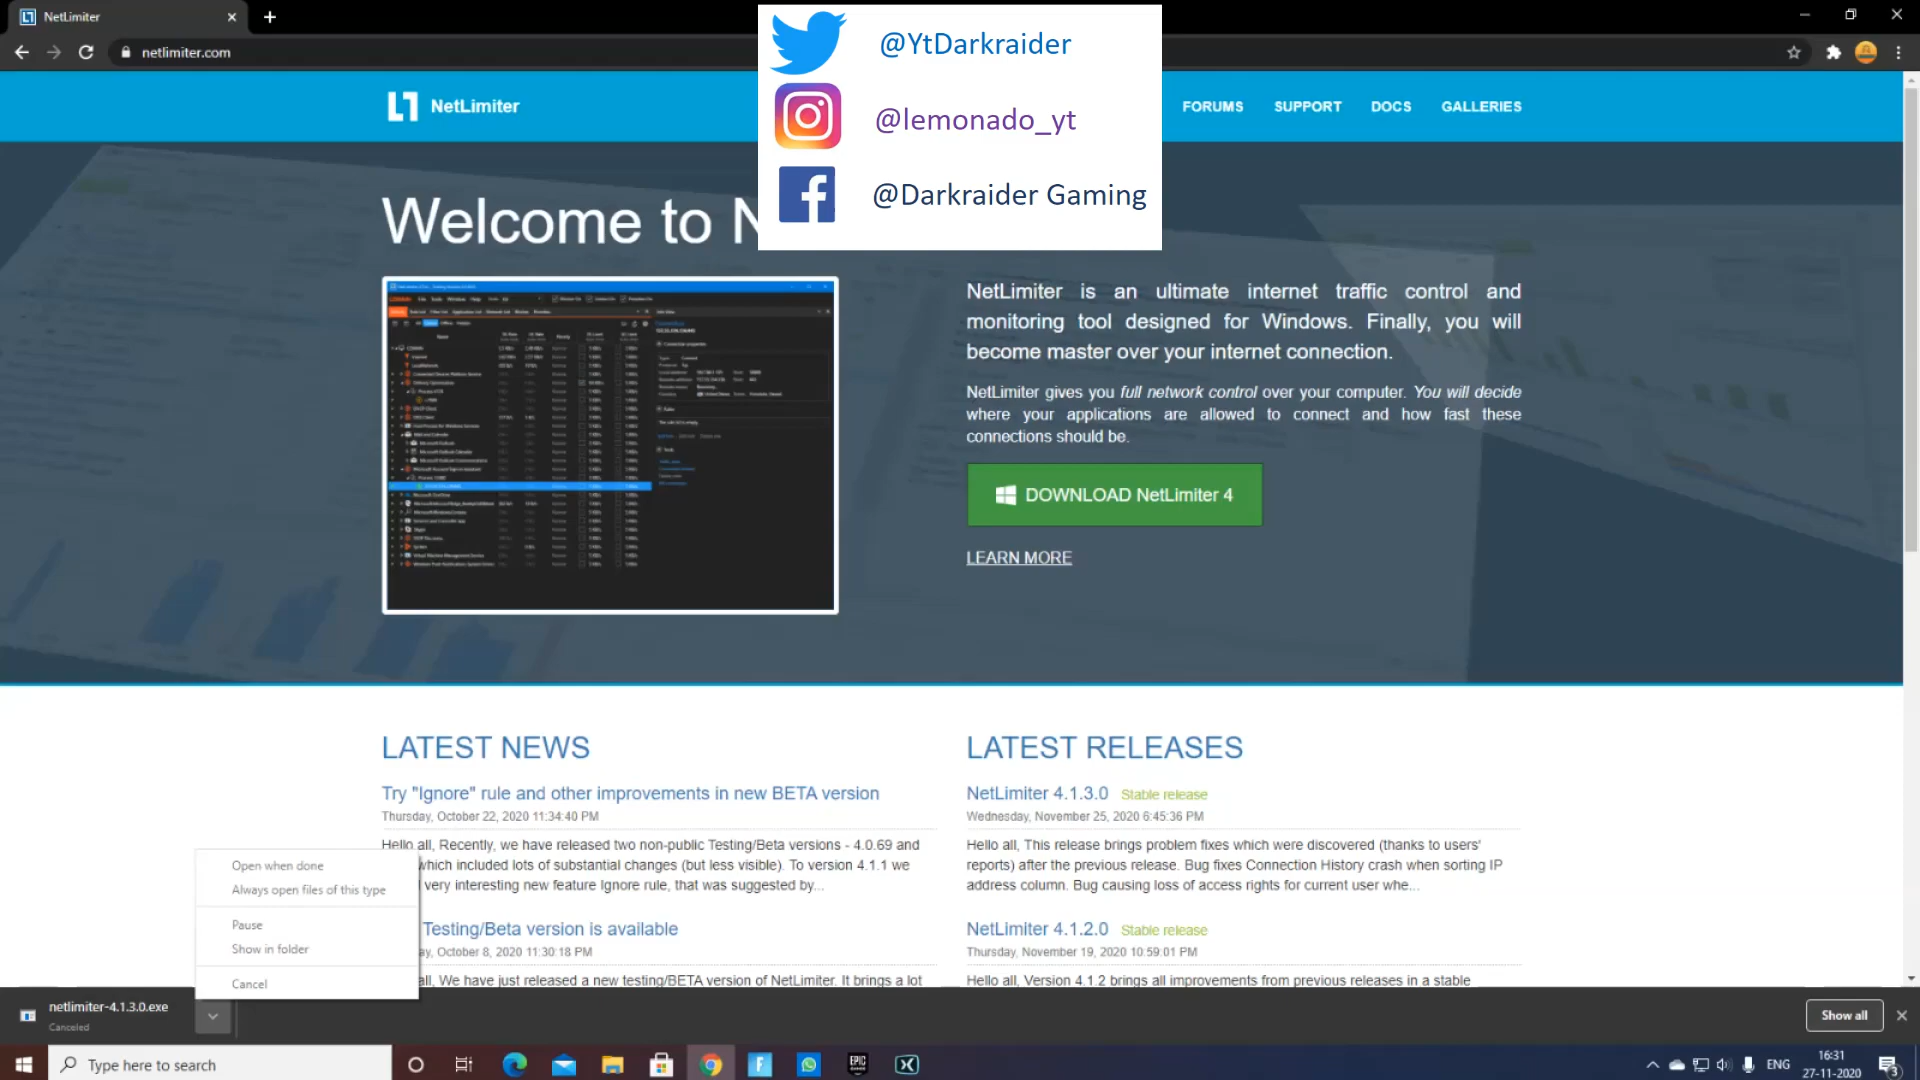 NetLimiter
netlimiter.com
@YtDarkraider
@lemonado_yt
@Darkraider Gaming
NetLimiter
FORUMS
SUPPORT
DOCS
GALLERIES
Welcome to N
NetLimiter is an ultimate internet traffic control and
monitoring tool designed for Windows. Finally, you will
become master over your internet connection.
NetLimiter gives you full network control over your computer. You will decide
where your applications are allowed to connect and how fast these
connections should be.
DOWNLOAD NetLimiter 4
LEARN MORE
LATEST NEWS
Try "Ignore" rule and other improvements in new BETA version
Thursday, October 22, 2020 11:34:40 PM
Hello all, Recently, we have released two non-public Testing/Beta versions - 4.0.69 and
which included lots of substantial changes (but less visible). To version 4.1.1 we
very interesting new feature Ignore rule, that was suggested by...
Testing/Beta version is available
ay, October 8, 2020 11:30:18 PM
all, We have just released a new testing/BETA version of NetLimiter. It brings a lot
LATEST RELEASES
NetLimiter 4.1.3.0 Stable release
Wednesday, November 25, 2020 6:45:36 PM
Hello all, This release brings problem fixes which were discovered (thanks to users'
reports) after the previous release. Bug fixes Connection History crash when sorting IP
address column. Bug causing loss of access rights for current user whe...
NetLimiter 4.1.2.0 Stable release
Thursday, November 19, 2020 10:59:01 PM
Hello all, Version 4.1.2 brings all improvements from previous releases in a stable
Open when done
Always open files of this type
Pause
Show in folder
Cancel
netlimiter-4.1.3.0.exe
Canceled
Show all
Type here to search
EPIC
GAMES
ENG
16:31
27-11-2020
3